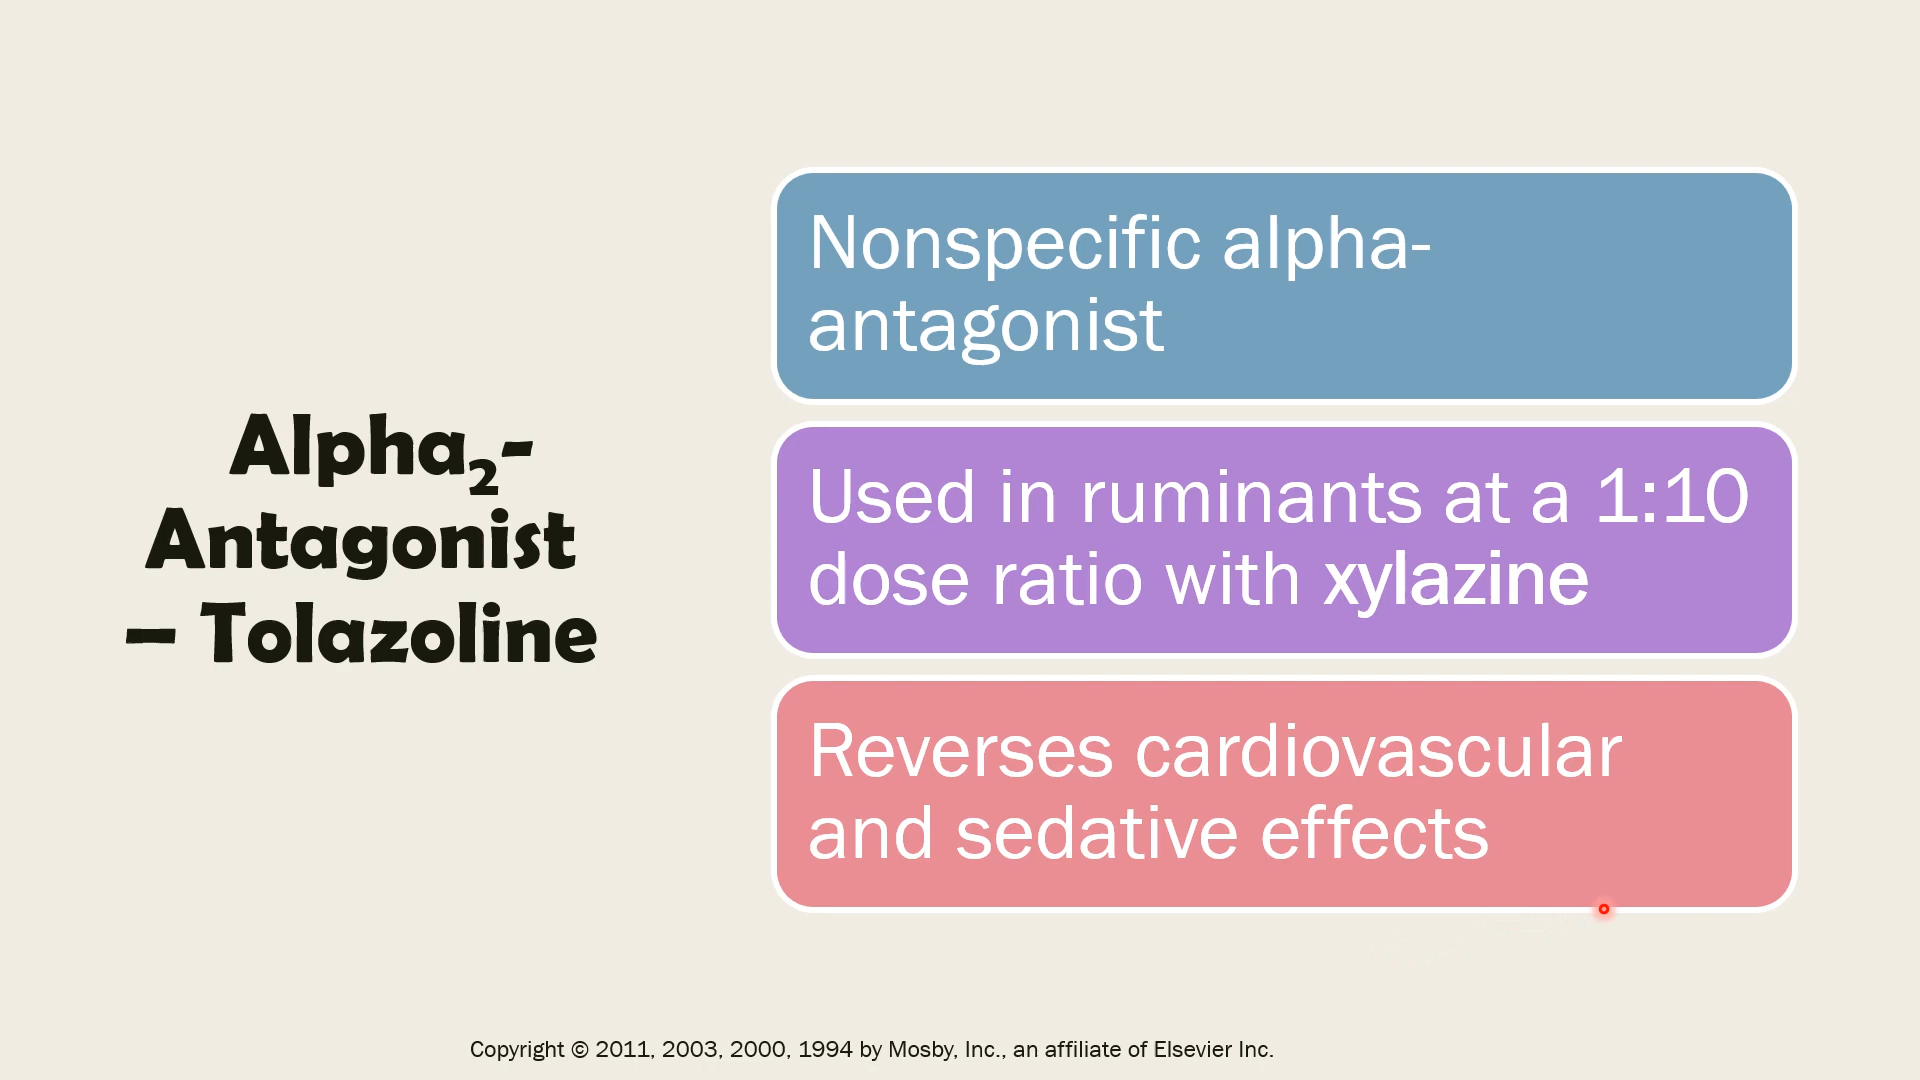 Alpha₂-
Antagonist
– Tolazoline
Nonspecific alpha-
antagonist
Used in ruminants at a 1:10
dose ratio with xylazine
Reverses cardiovascular
and sedative effects
Copyright © 2011, 2003, 2000, 1994 by Mosby, Inc., an affiliate of Elsevier Inc.